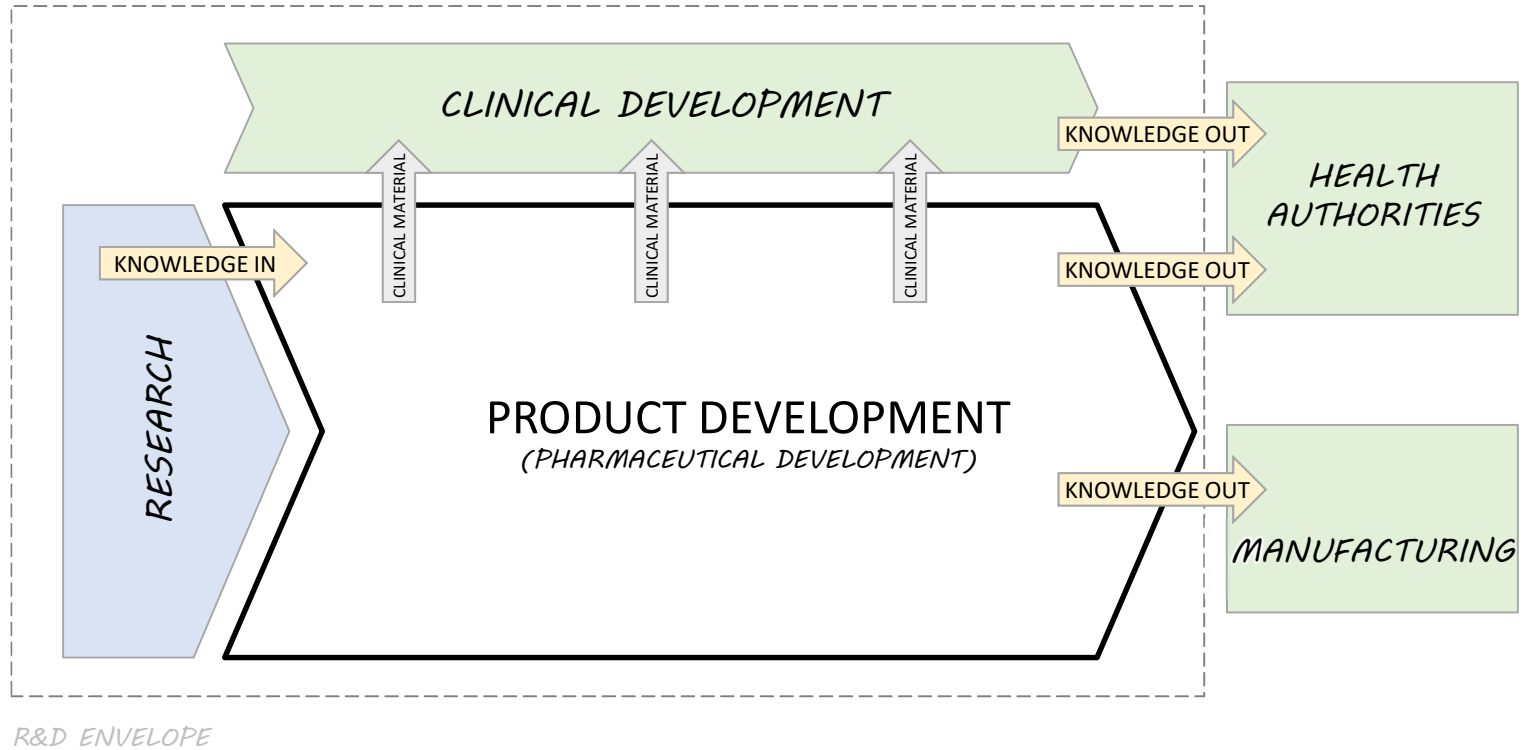 CLINICAL DEVELOPMENT
KNOWLEDGE OUT
HEALTH
AUTHORITIES
CLINICAL MATERIAL
CLINICAL MATERIAL
CLINICAL MATERIAL
KNOWLEDGE IN
KNOWLEDGE OUT
RESEARCH
PRODUCT DEVELOPMENT
(PHARMACEUTICAL DEVELOPMENT)
KNOWLEDGE OUT
MANUFACTURING
R&D ENVELOPE